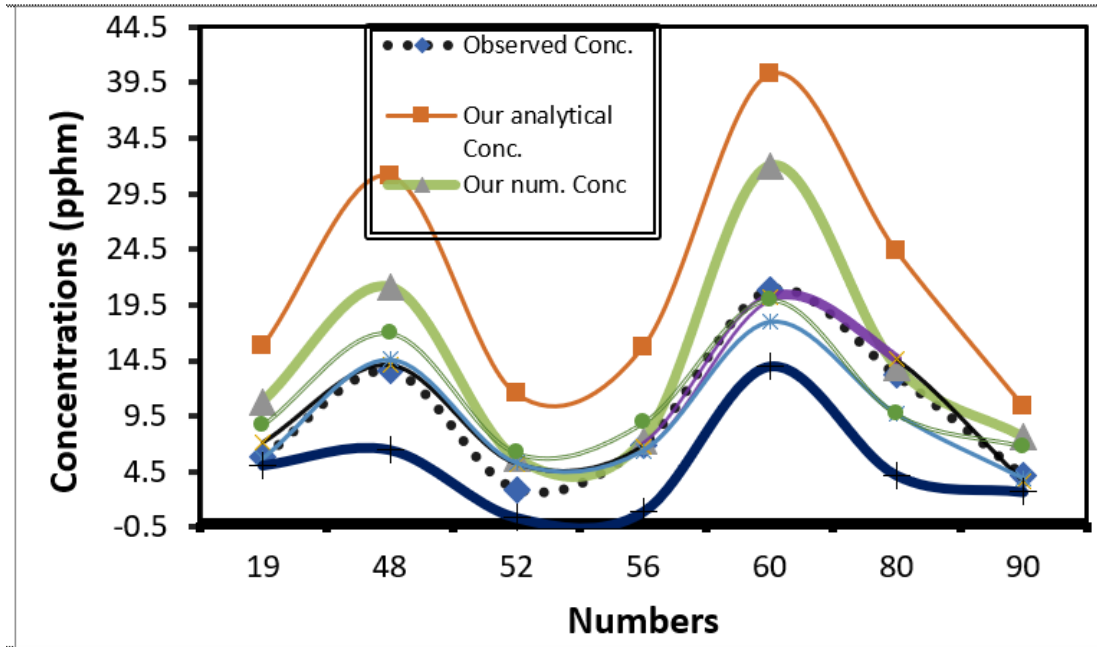 44.5
39.5
34.5
29.5
24.5
19.5
14.5
9.5
4.5
-0.5
Concentrations (pphm)
Observed Conc.
Our analytical
Conc.
Our num. Conc
19 48 52 56 60 80 90
Numbers